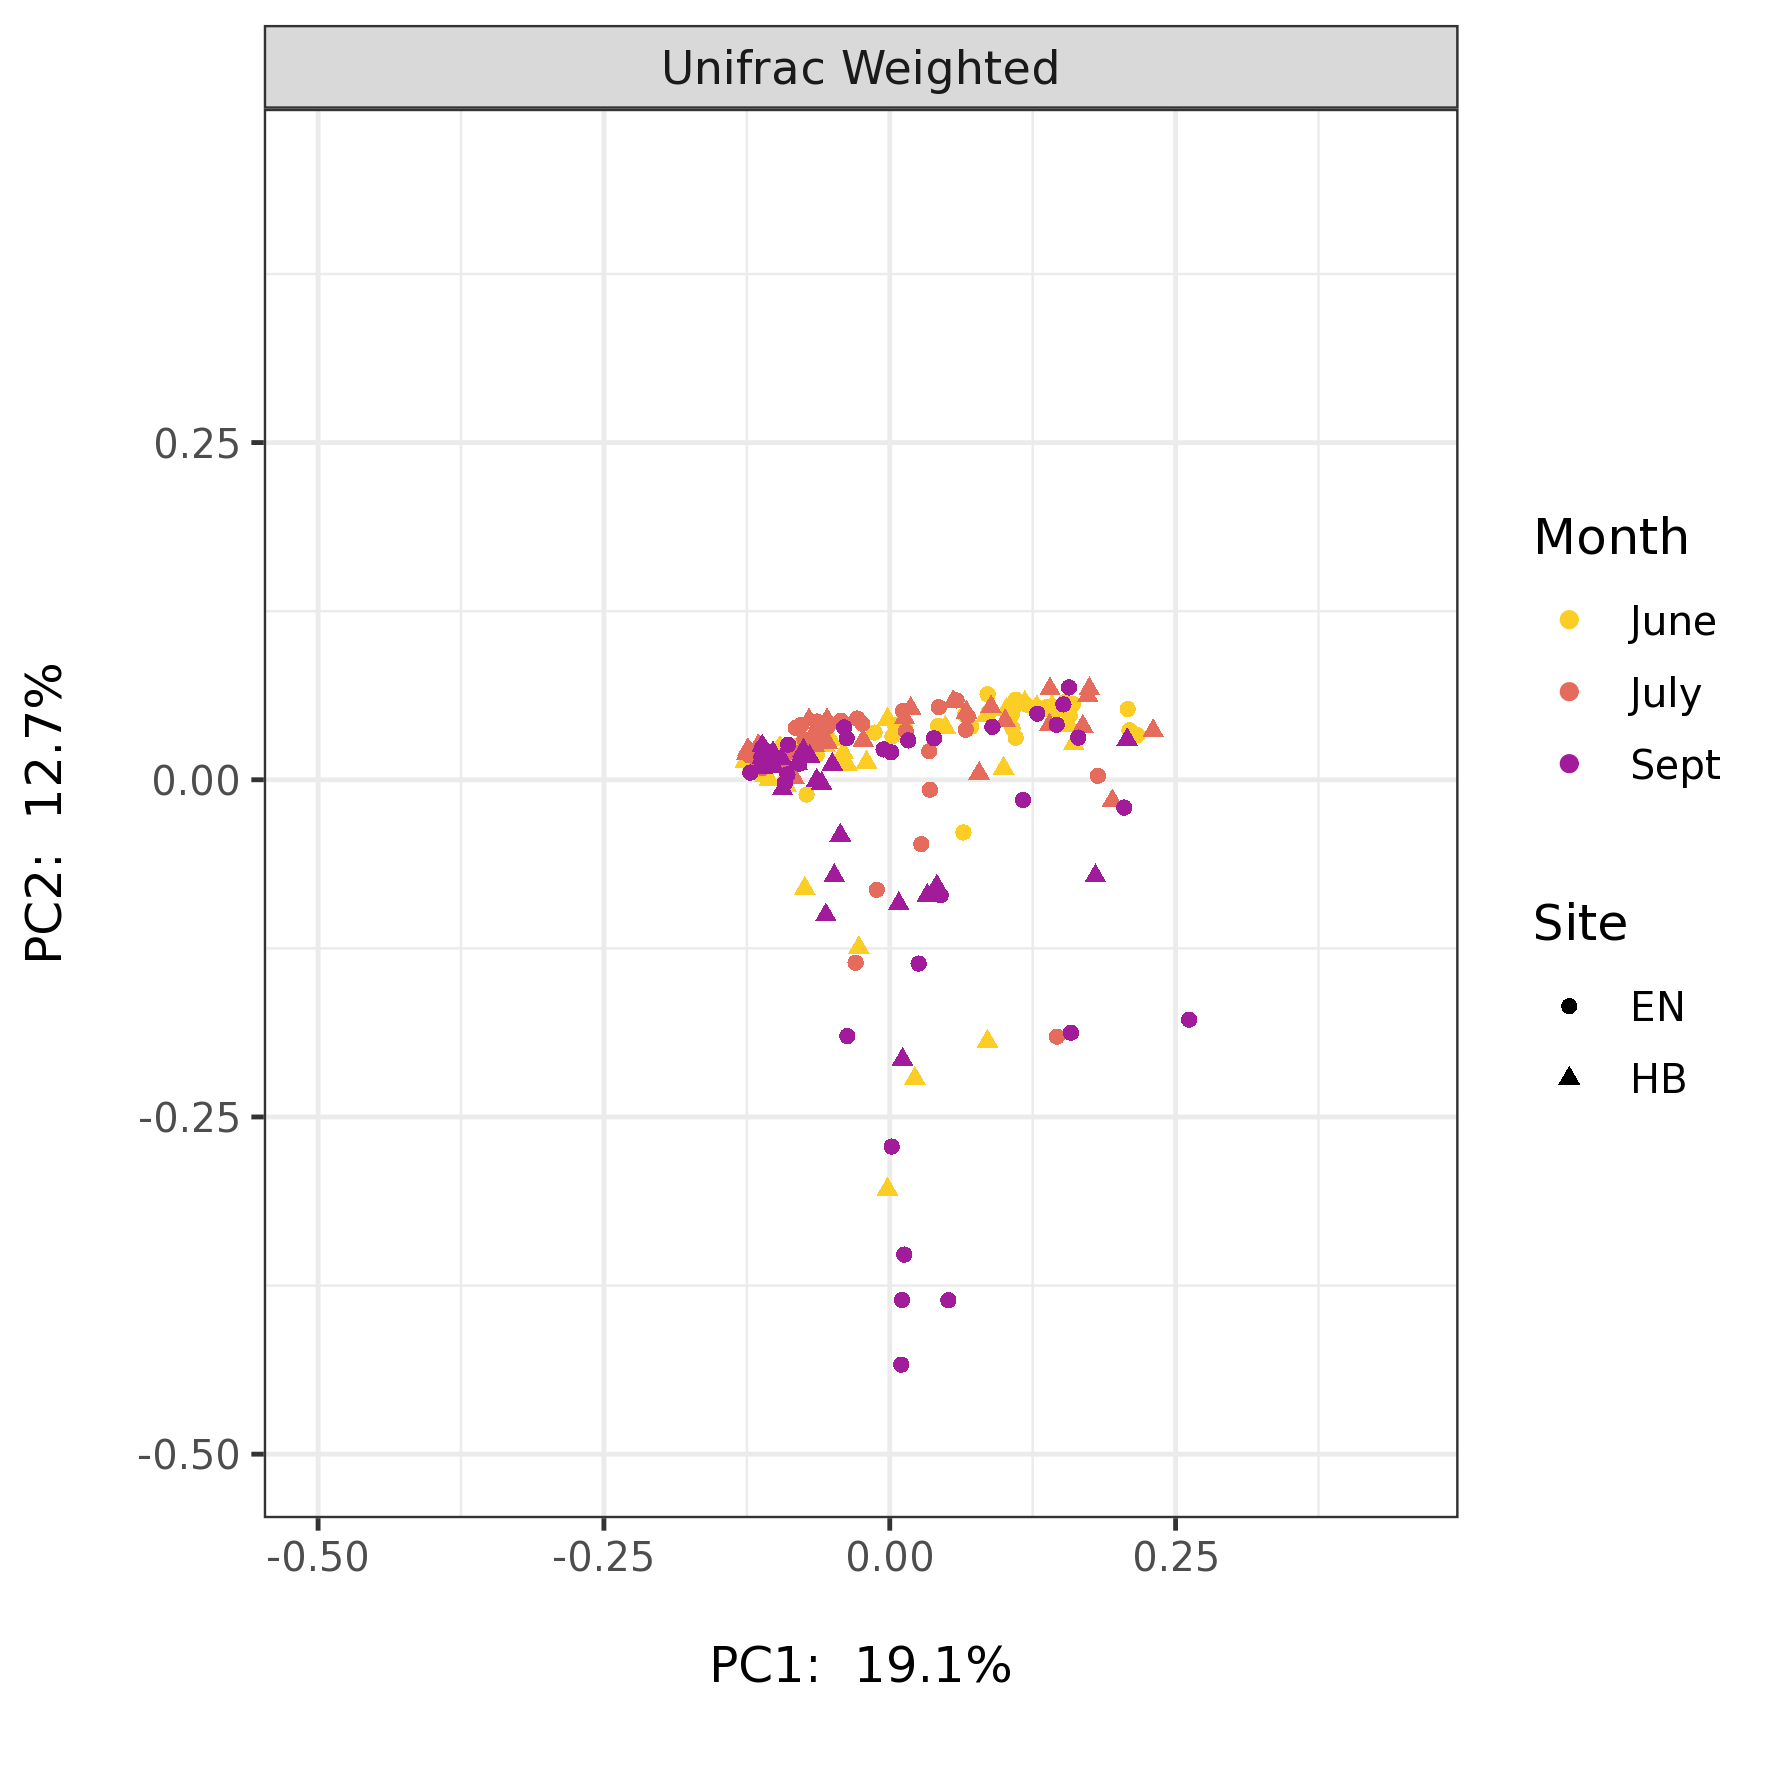 Unifrac Weighted
0.25
0.00
-0.25
-0.50
PC2:  12.7%
-0.50
-0.25
0.00
0.25
PC1:  19.1%
Month
June
July
Sept
Site
EN
HB